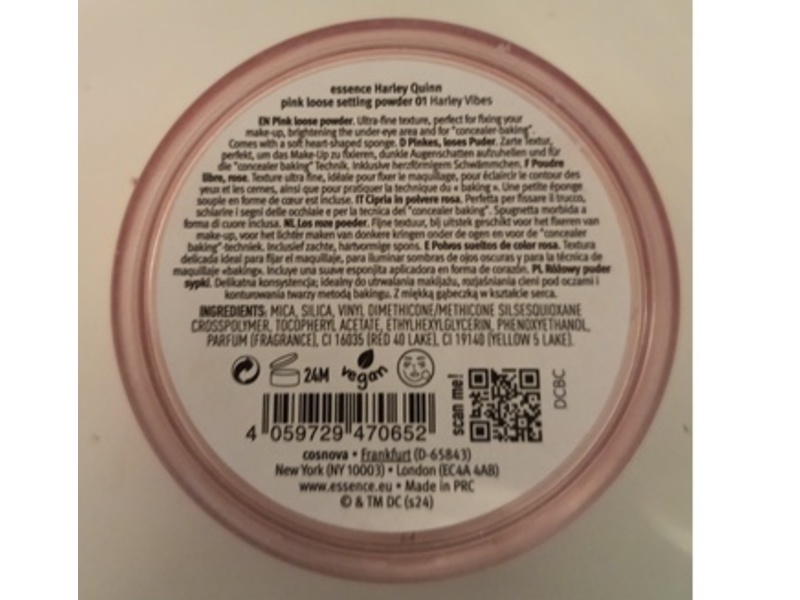 essence Harley Quinn
pink loose setting powder 01 Harley Vibes
EN Pink loose powder. Ultra-fine texture, perfect for fixing your
make-up, brightening the under-eye area and for "concealer baking".
Comes with a soft heart-shaped sponge. D Pinkes, loses Puder. Zarte Textur,
perfekt, um das Make-Up zu fixieren, dunkle Augenschatten aufzuhellen und für
die "concealer baking" Technik. Inklusive herzförmigem Schwämmchen. F Poudre
libre, rose. Texture ultra fine, idéale pour fixer le maquillage, pour éclaircir le contour des
yeux et les cernes, ainsi que pour pratiquer la technique du « baking ». Une petite éponge
souple en forme de cœur est incluse. IT Cipria in polvere rosa. Perfetta per fissare il trucco,
schiarire i segni delle occhiaie e per la tecnica del "concealer baking". Spugnetta morbida a
forma di cuore inclusa. NL Los roze poeder. Fijne textuur, bij uitstek geschikt voor het fixeren van
make-up, voor het lichter maken van donkere kringen onder de ogen en voor de "concealer
baking"-techniek. Inclusief zachte, hartvormige spons. E Polvos sueltos de color rosa. Textura
delicada ideal para fijar el maquillaje, para iluminar sombras de ojos oscuras y para la técnica de
maquillaje «baking». Incluye una suave esponjita aplicadora en forma de corazón. PL Różowy puder
sypki. Delikatna konsystencja; idealny do utrwalania makijażu, rozjaśniania cieni pod oczami i
konturowania twarzy metodą bakingu. Z miękką gąbeczką w kształcie serca.
INGREDIENTS: MICA, SILICA, VINYL DIMETHICONE/METHICONE SILSESQUIOXANE
CROSSPOLYMER, TOCOPHERYL ACETATE, ETHYLHEXYLGLYCERIN, PHENOXYETHANOL,
PARFUM (FRAGRANCE), CI 16035 (RED 40 LAKE), CI 19140 (YELLOW 5 LAKE).
24M
vegan
scan me!
DCBC
4 059729 470652
cosnova • Frankfurt (D-65843)
New York (NY 10003) • London (EC4A 4AB)
www.essence.eu • Made in PRC
© & TM DC (s24)